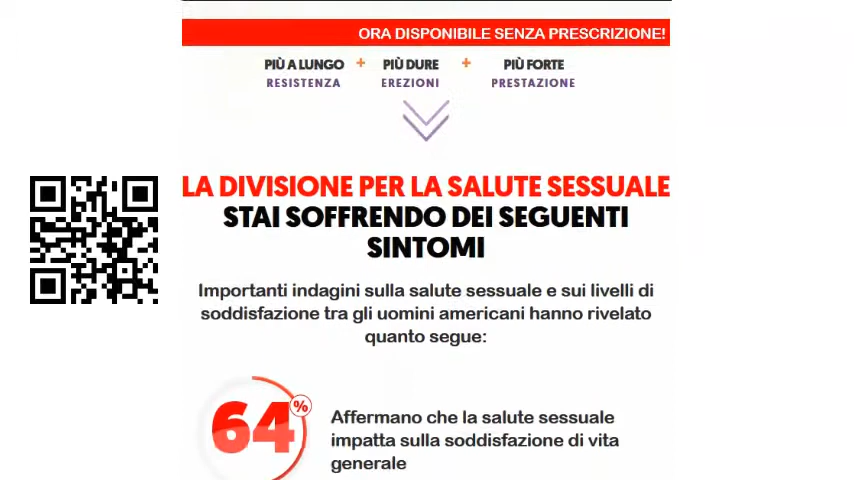 ORA DISPONIBILE SENZA PRESCRIZIONE!
PIÙ A LUNGO + PIÙ DURE + PIÙ FORTE
RESISTENZA EREZIONI PRESTAZIONE
LA DIVISIONE PER LA SALUTE SESSUALE
STAI SOFFRENDO DEI SEGUENTI
SINTOMI
Importanti indagini sulla salute sessuale e sui livelli di
soddisfazione tra gli uomini americani hanno rivelato
quanto segue:
64%
Affermano che la salute sessuale
impatta sulla soddisfazione di vita
generale